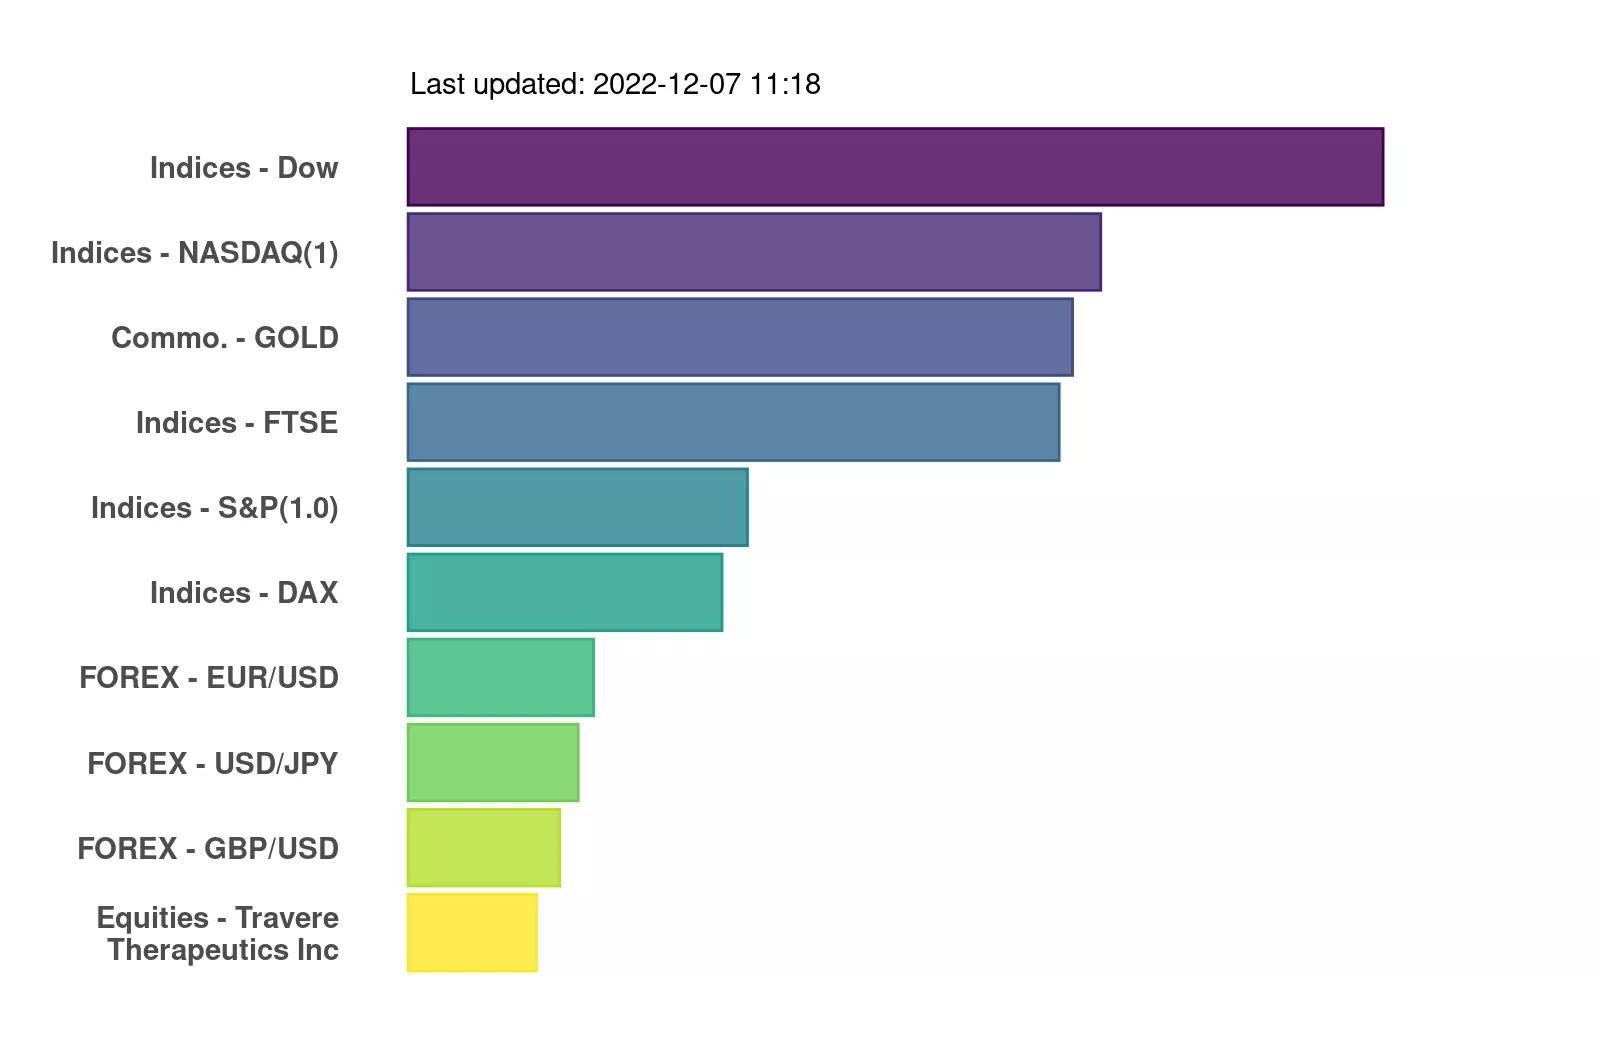 Last updated: 2022-12-07 11:18
Indices - Dow
Indices - NASDAQ(1)
Commo. - GOLD
Indices - FTSE
Indices - S&P(1.0)
Indices - DAX
FOREX - EUR/USD
FOREX - USD/JPY
FOREX - GBP/USD
Equities - Travere
Therapeutics Inc